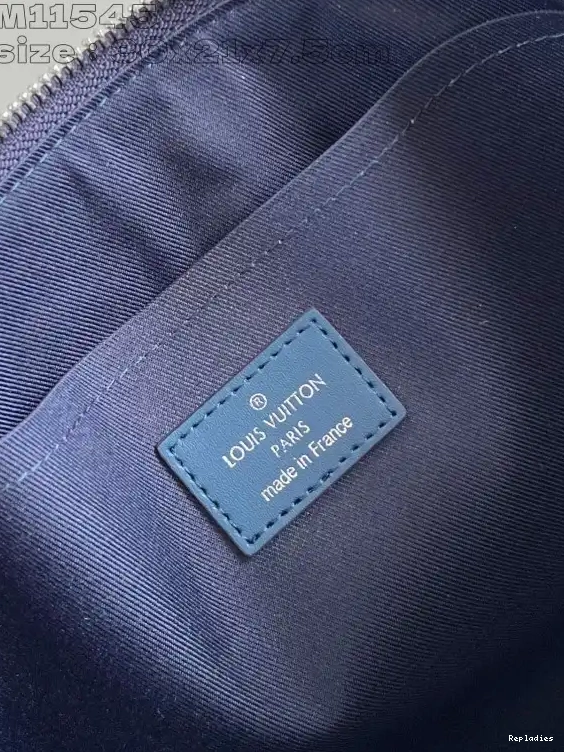 M11545
®
LOUIS VUITTON
PARIS
made in France
Repladies